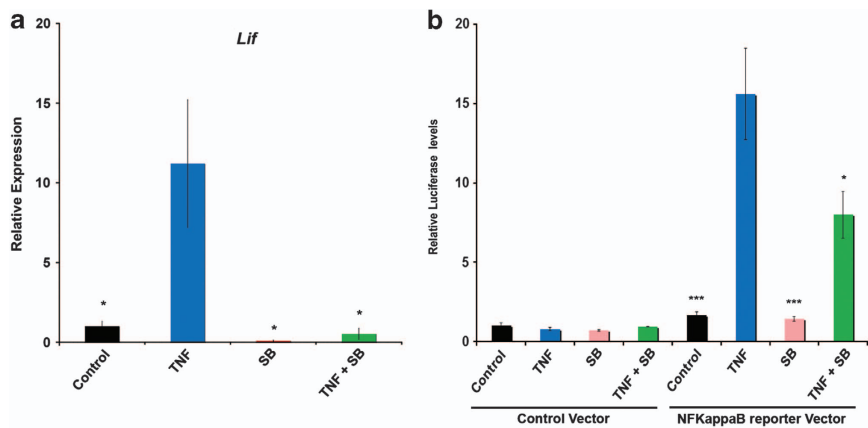 a
Lif
Relative Expression
20
15
10
5
0
*
*
*
Control
TNF
SB
TNF + SB
b
Relative Luciferase levels
20
15
10
5
0
***
***
*
Control
TNF
SB
TNF + SB
Control
TNF
SB
TNF + SB
Control Vector
NFKappaB reporter Vector